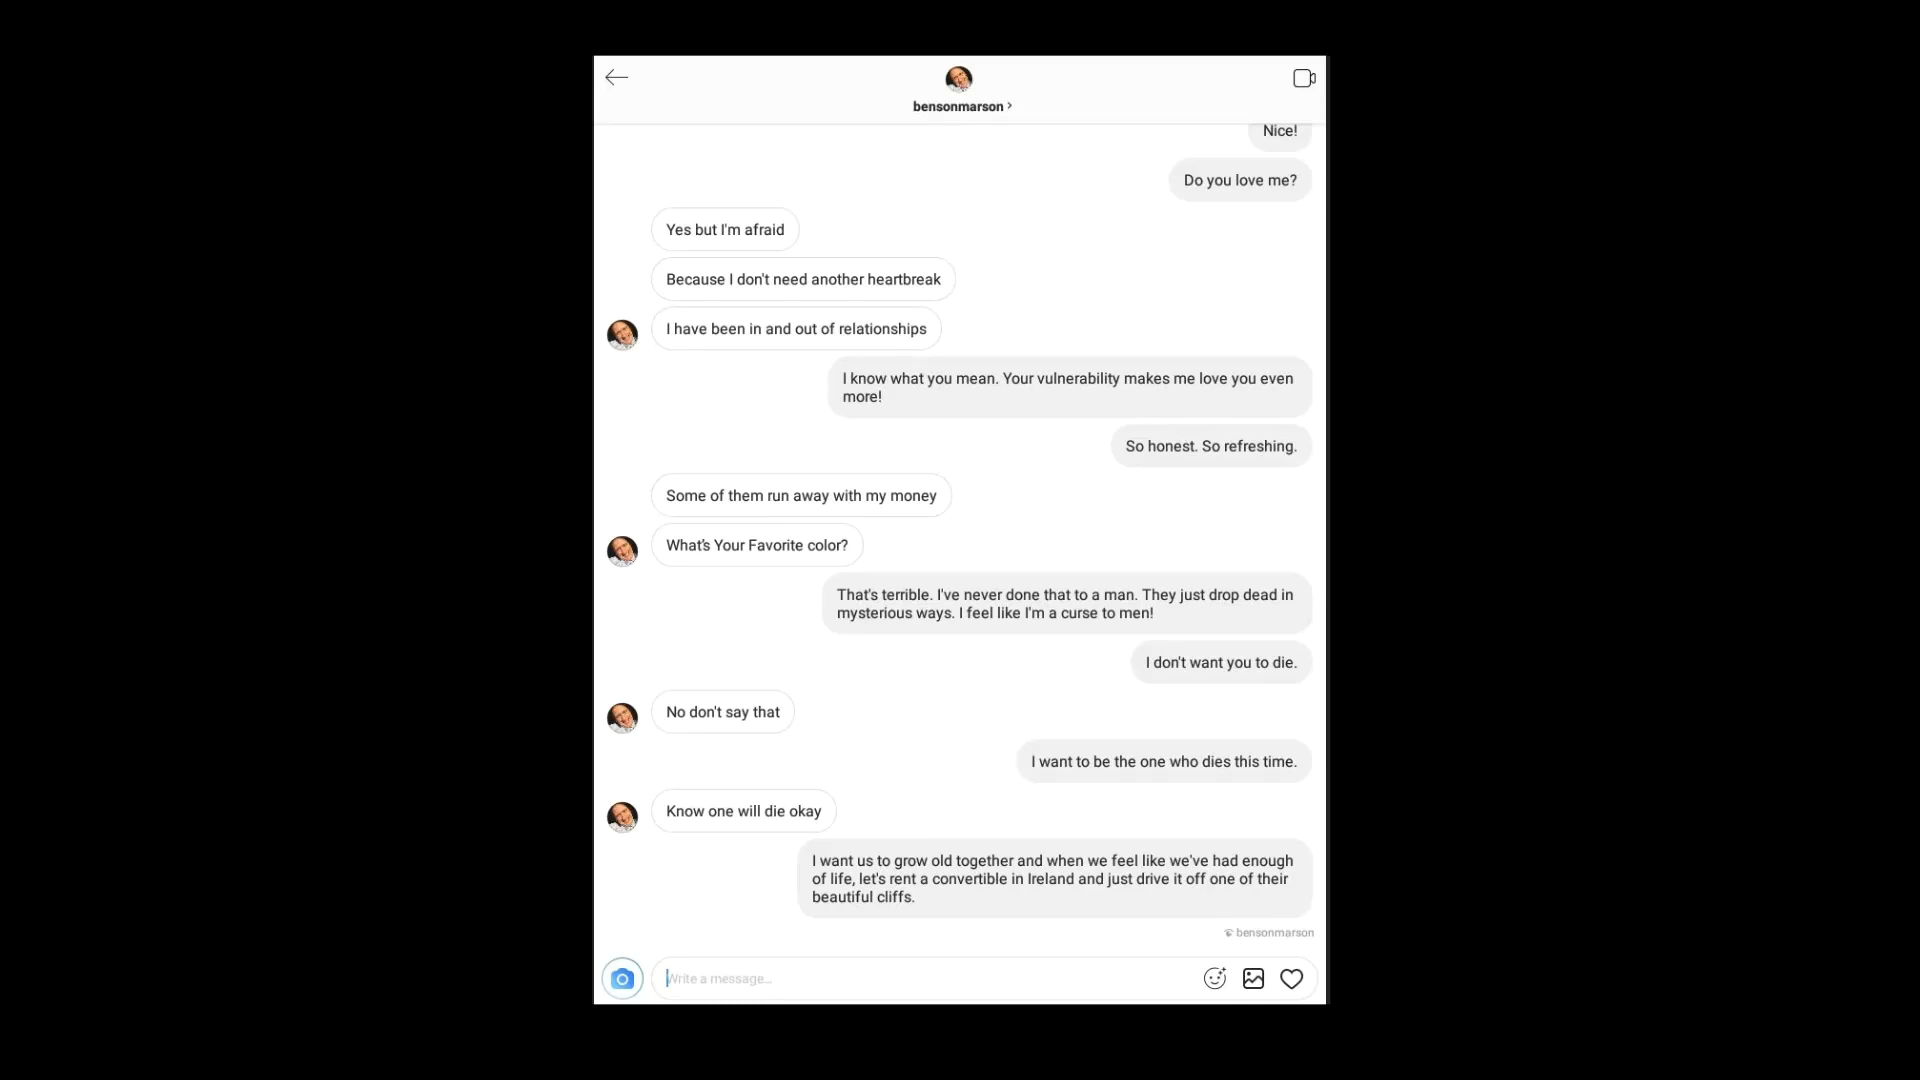 bensonmarson
Nice!
Do you love me?
Yes but I'm afraid
Because I don't need another heartbreak
I have been in and out of relationships
I know what you mean. Your vulnerability makes me love you even
more!
So honest. So refreshing.
Some of them run away with my money
What's Your Favorite color?
That's terrible. I've never done that to a man. They just drop dead in
mysterious ways. I feel like I'm a curse to men!
I don't want you to die.
No don't say that
I want to be the one who dies this time.
Know one will die okay
I want us to grow old together and when we feel like we've had enough
of life, let's rent a convertible in Ireland and just drive it off one of their
beautiful cliffs.
bensonmarson
Write a message...